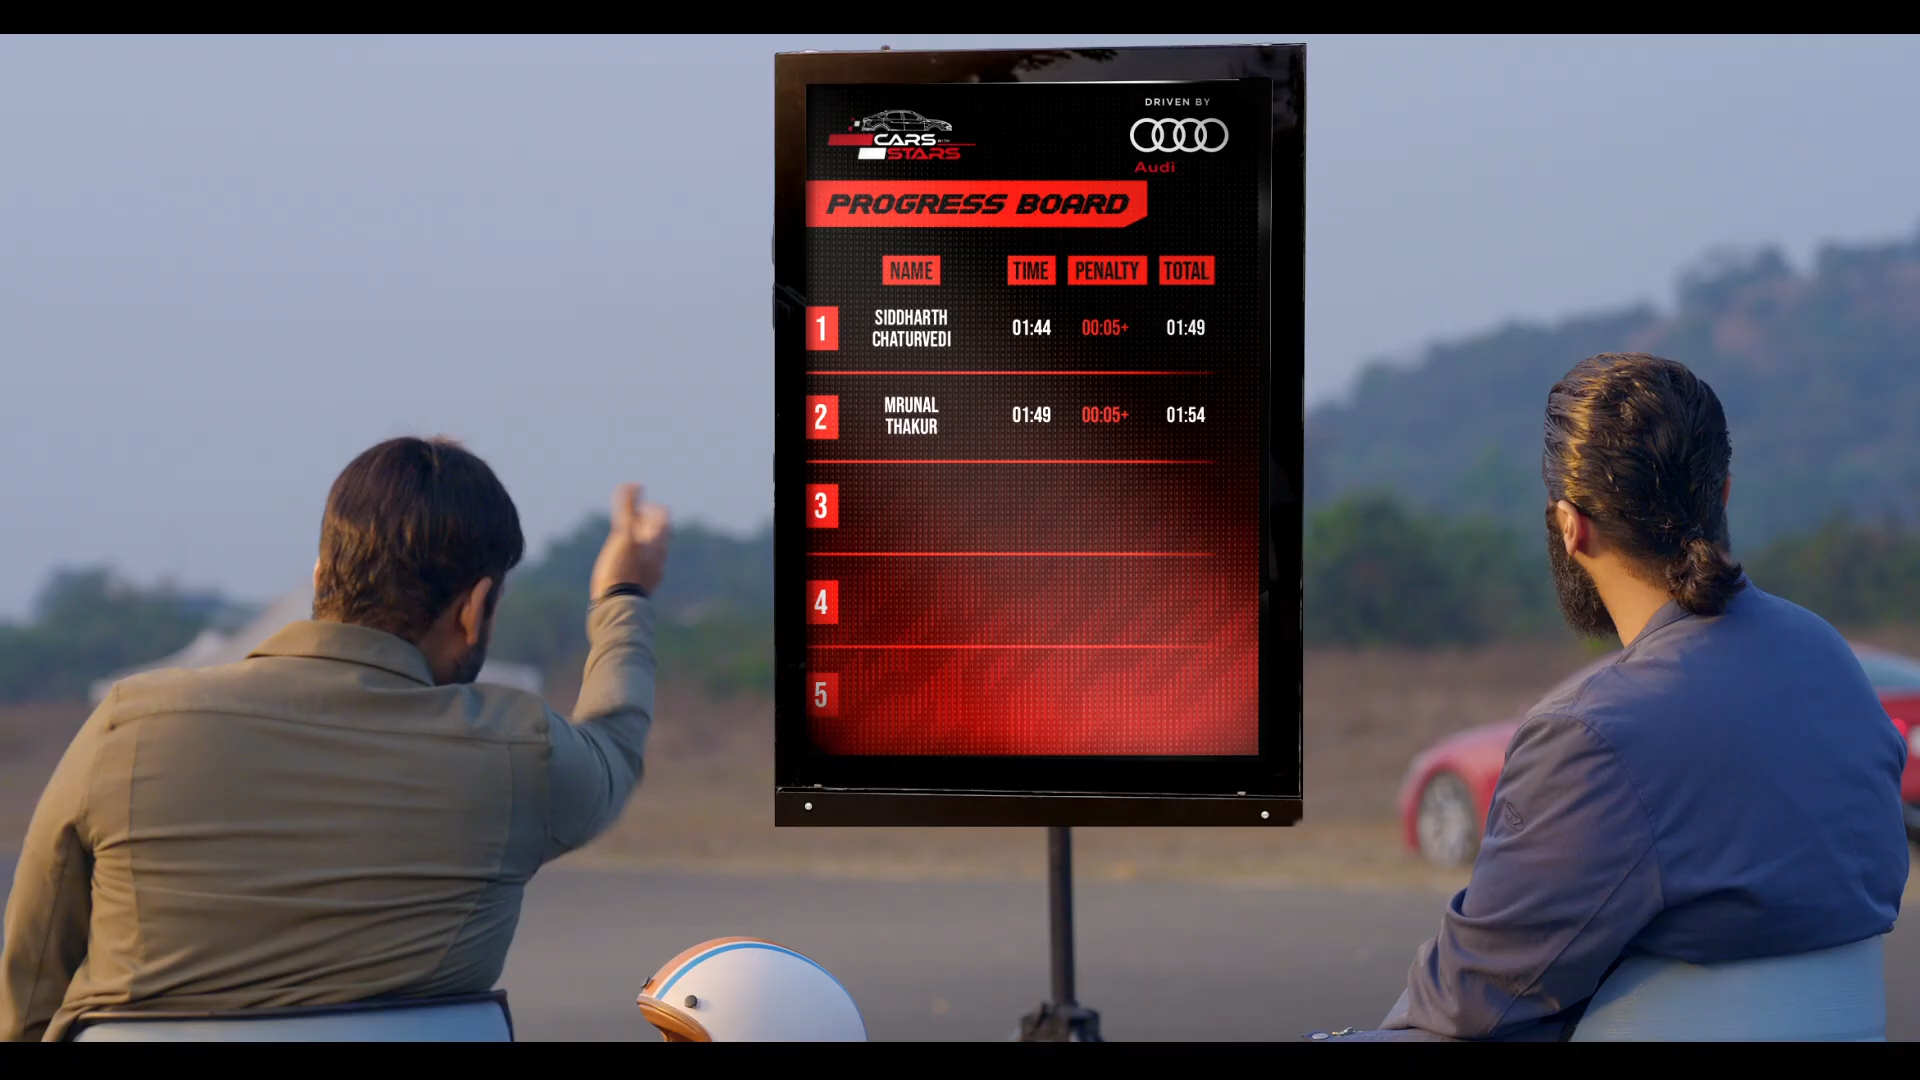 DRIVEN BY
CARS WITH
STARS
Audi
PROGRESS BOARD
NAME TIME PENALTY TOTAL
1 SIDDHARTH CHATURVEDI 01:44 00:05+ 01:49
2 MRUNAL THAKUR 01:49 00:05+ 01:54
3
4
5